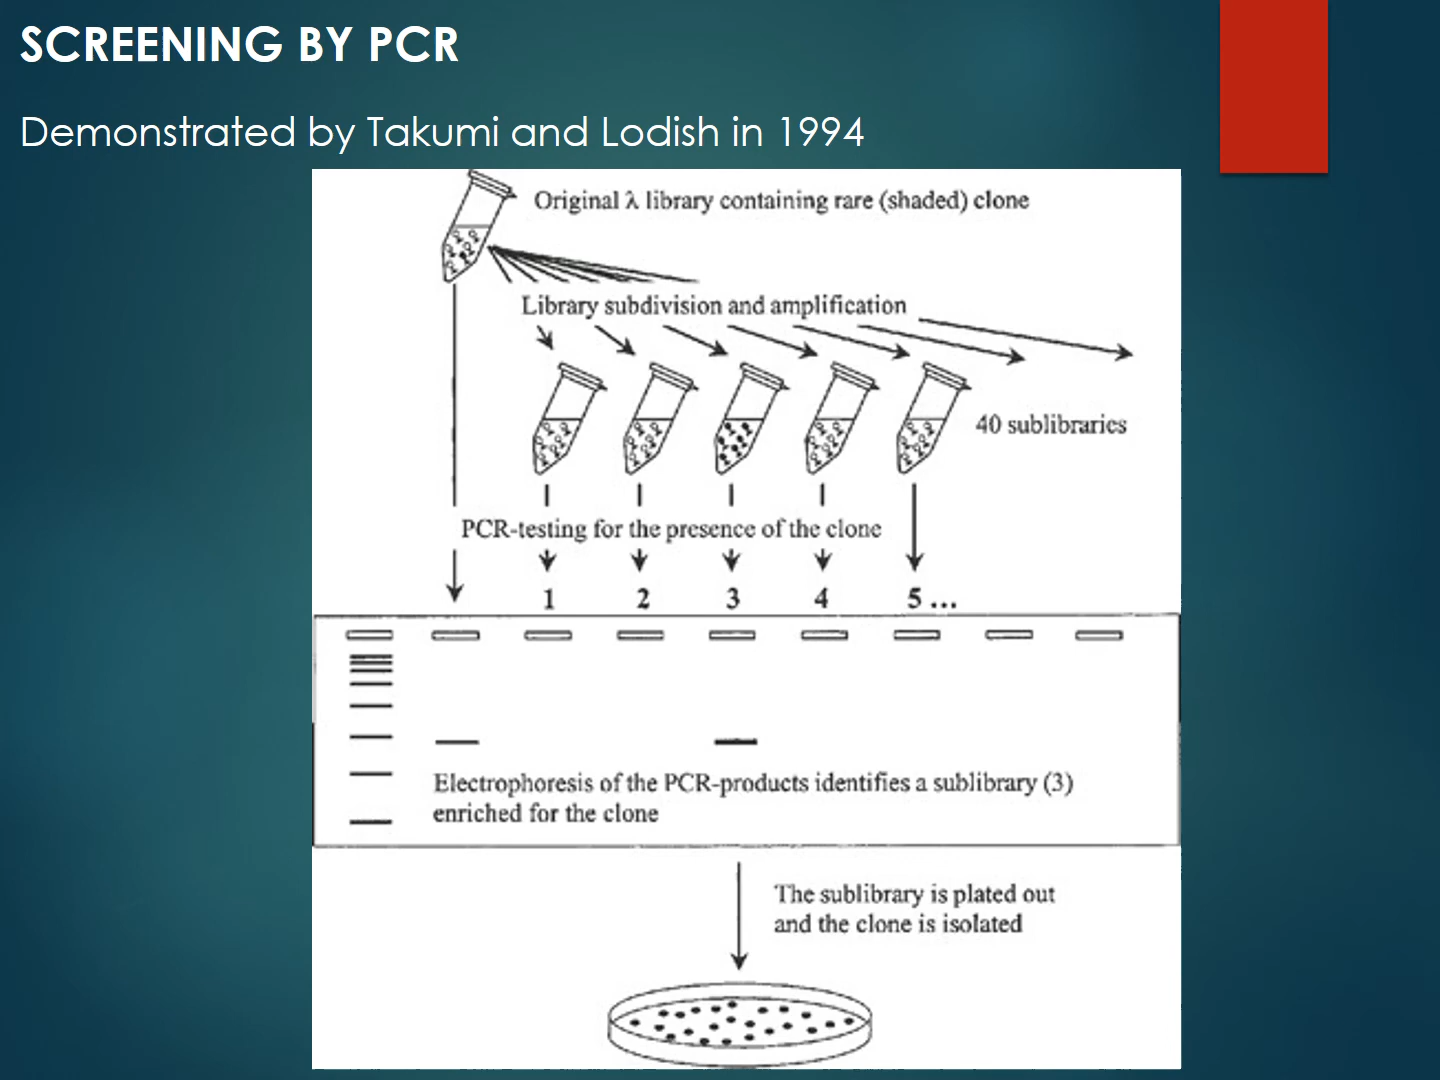 SCREENING BY PCR
Demonstrated by Takumi and Lodish in 1994
Original λ library containing rare (shaded) clone
Library subdivision and amplification
40 sublibraries
PCR-testing for the presence of the clone
1 2 3 4 5 ...
Electrophoresis of the PCR-products identifies a sublibrary (3)
enriched for the clone
The sublibrary is plated out
and the clone is isolated